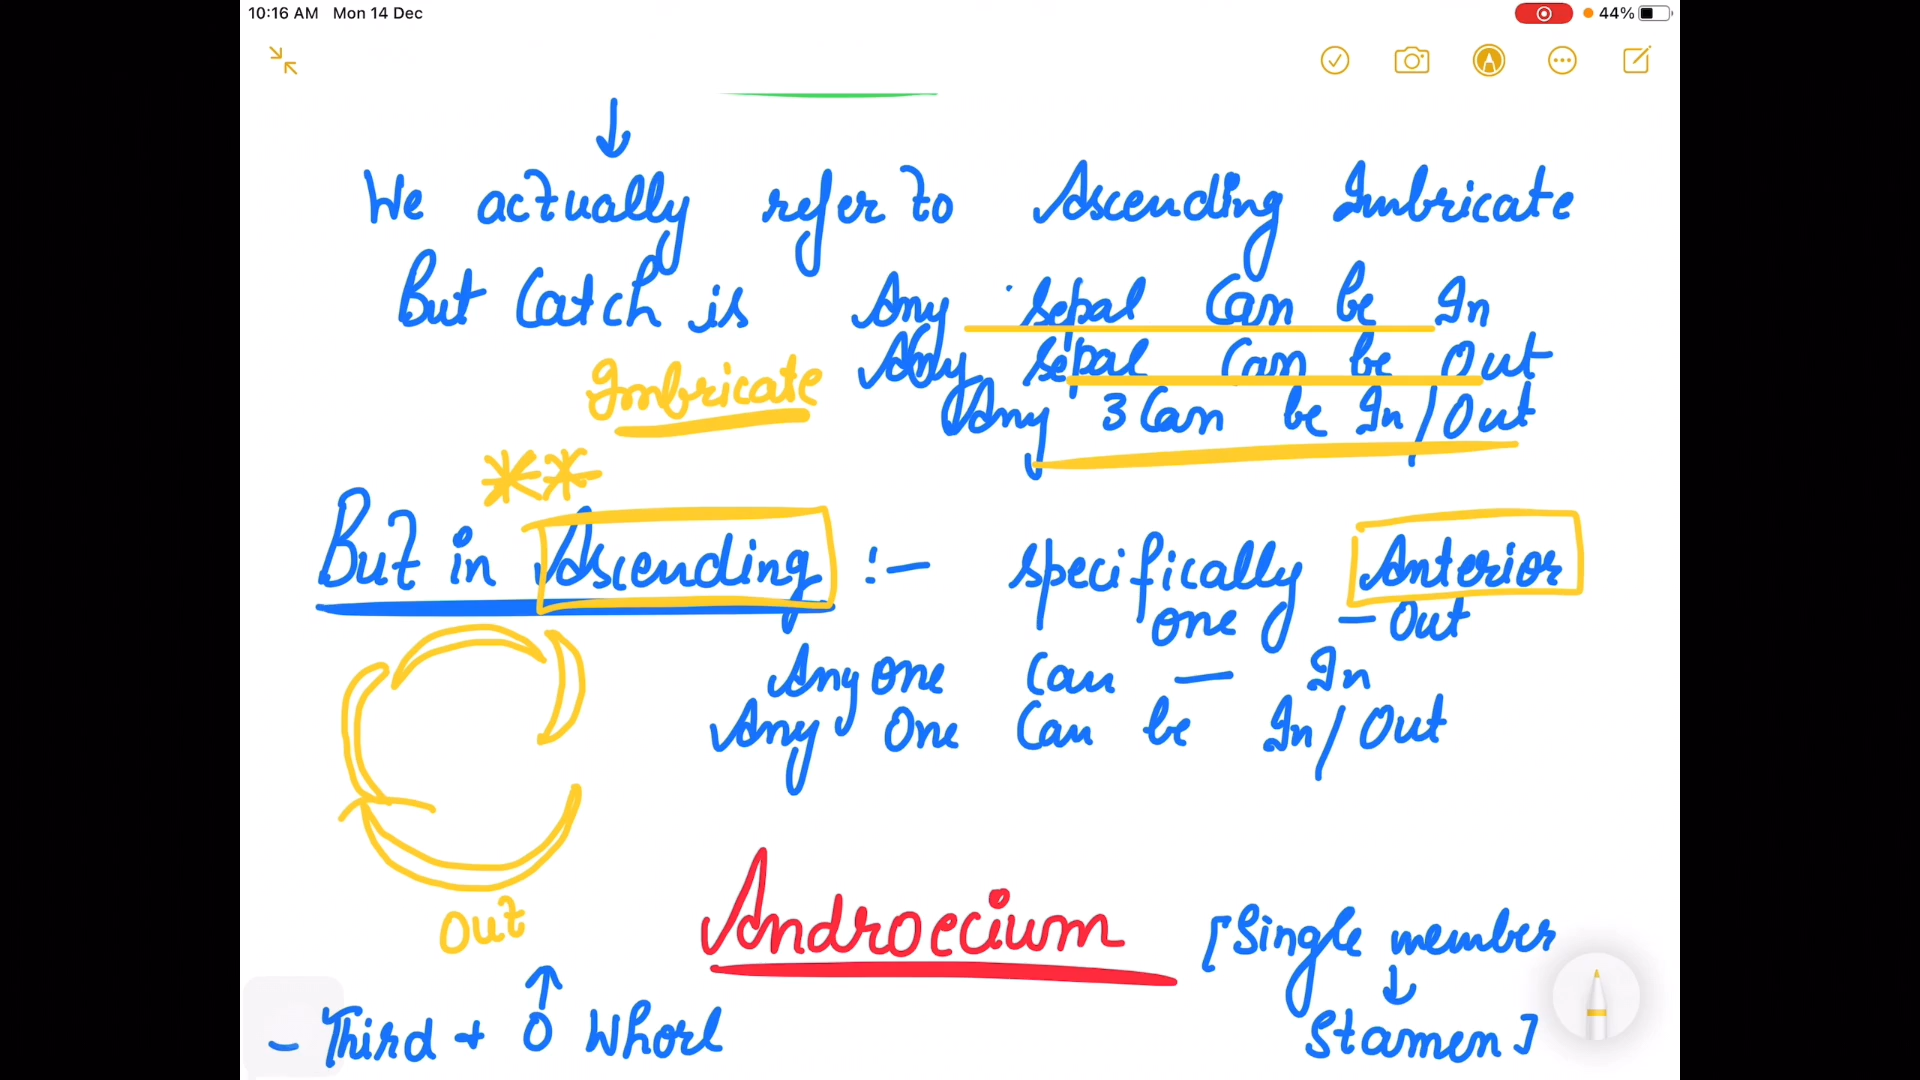 10:16 AM Mon 14 Dec
44%
We actually refer to Ascending Imbricate
But Catch is Any sepal Can be In
Any sepal Can be Out
Imbricate
Any 3 Can be In/Out
**
But in Ascending :- specifically Anterior
one - Out
Any one Can - In
Any One Can be In/Out
Out
Androecium [Single member
↓
- Third + ♂ Whorl Stamen]